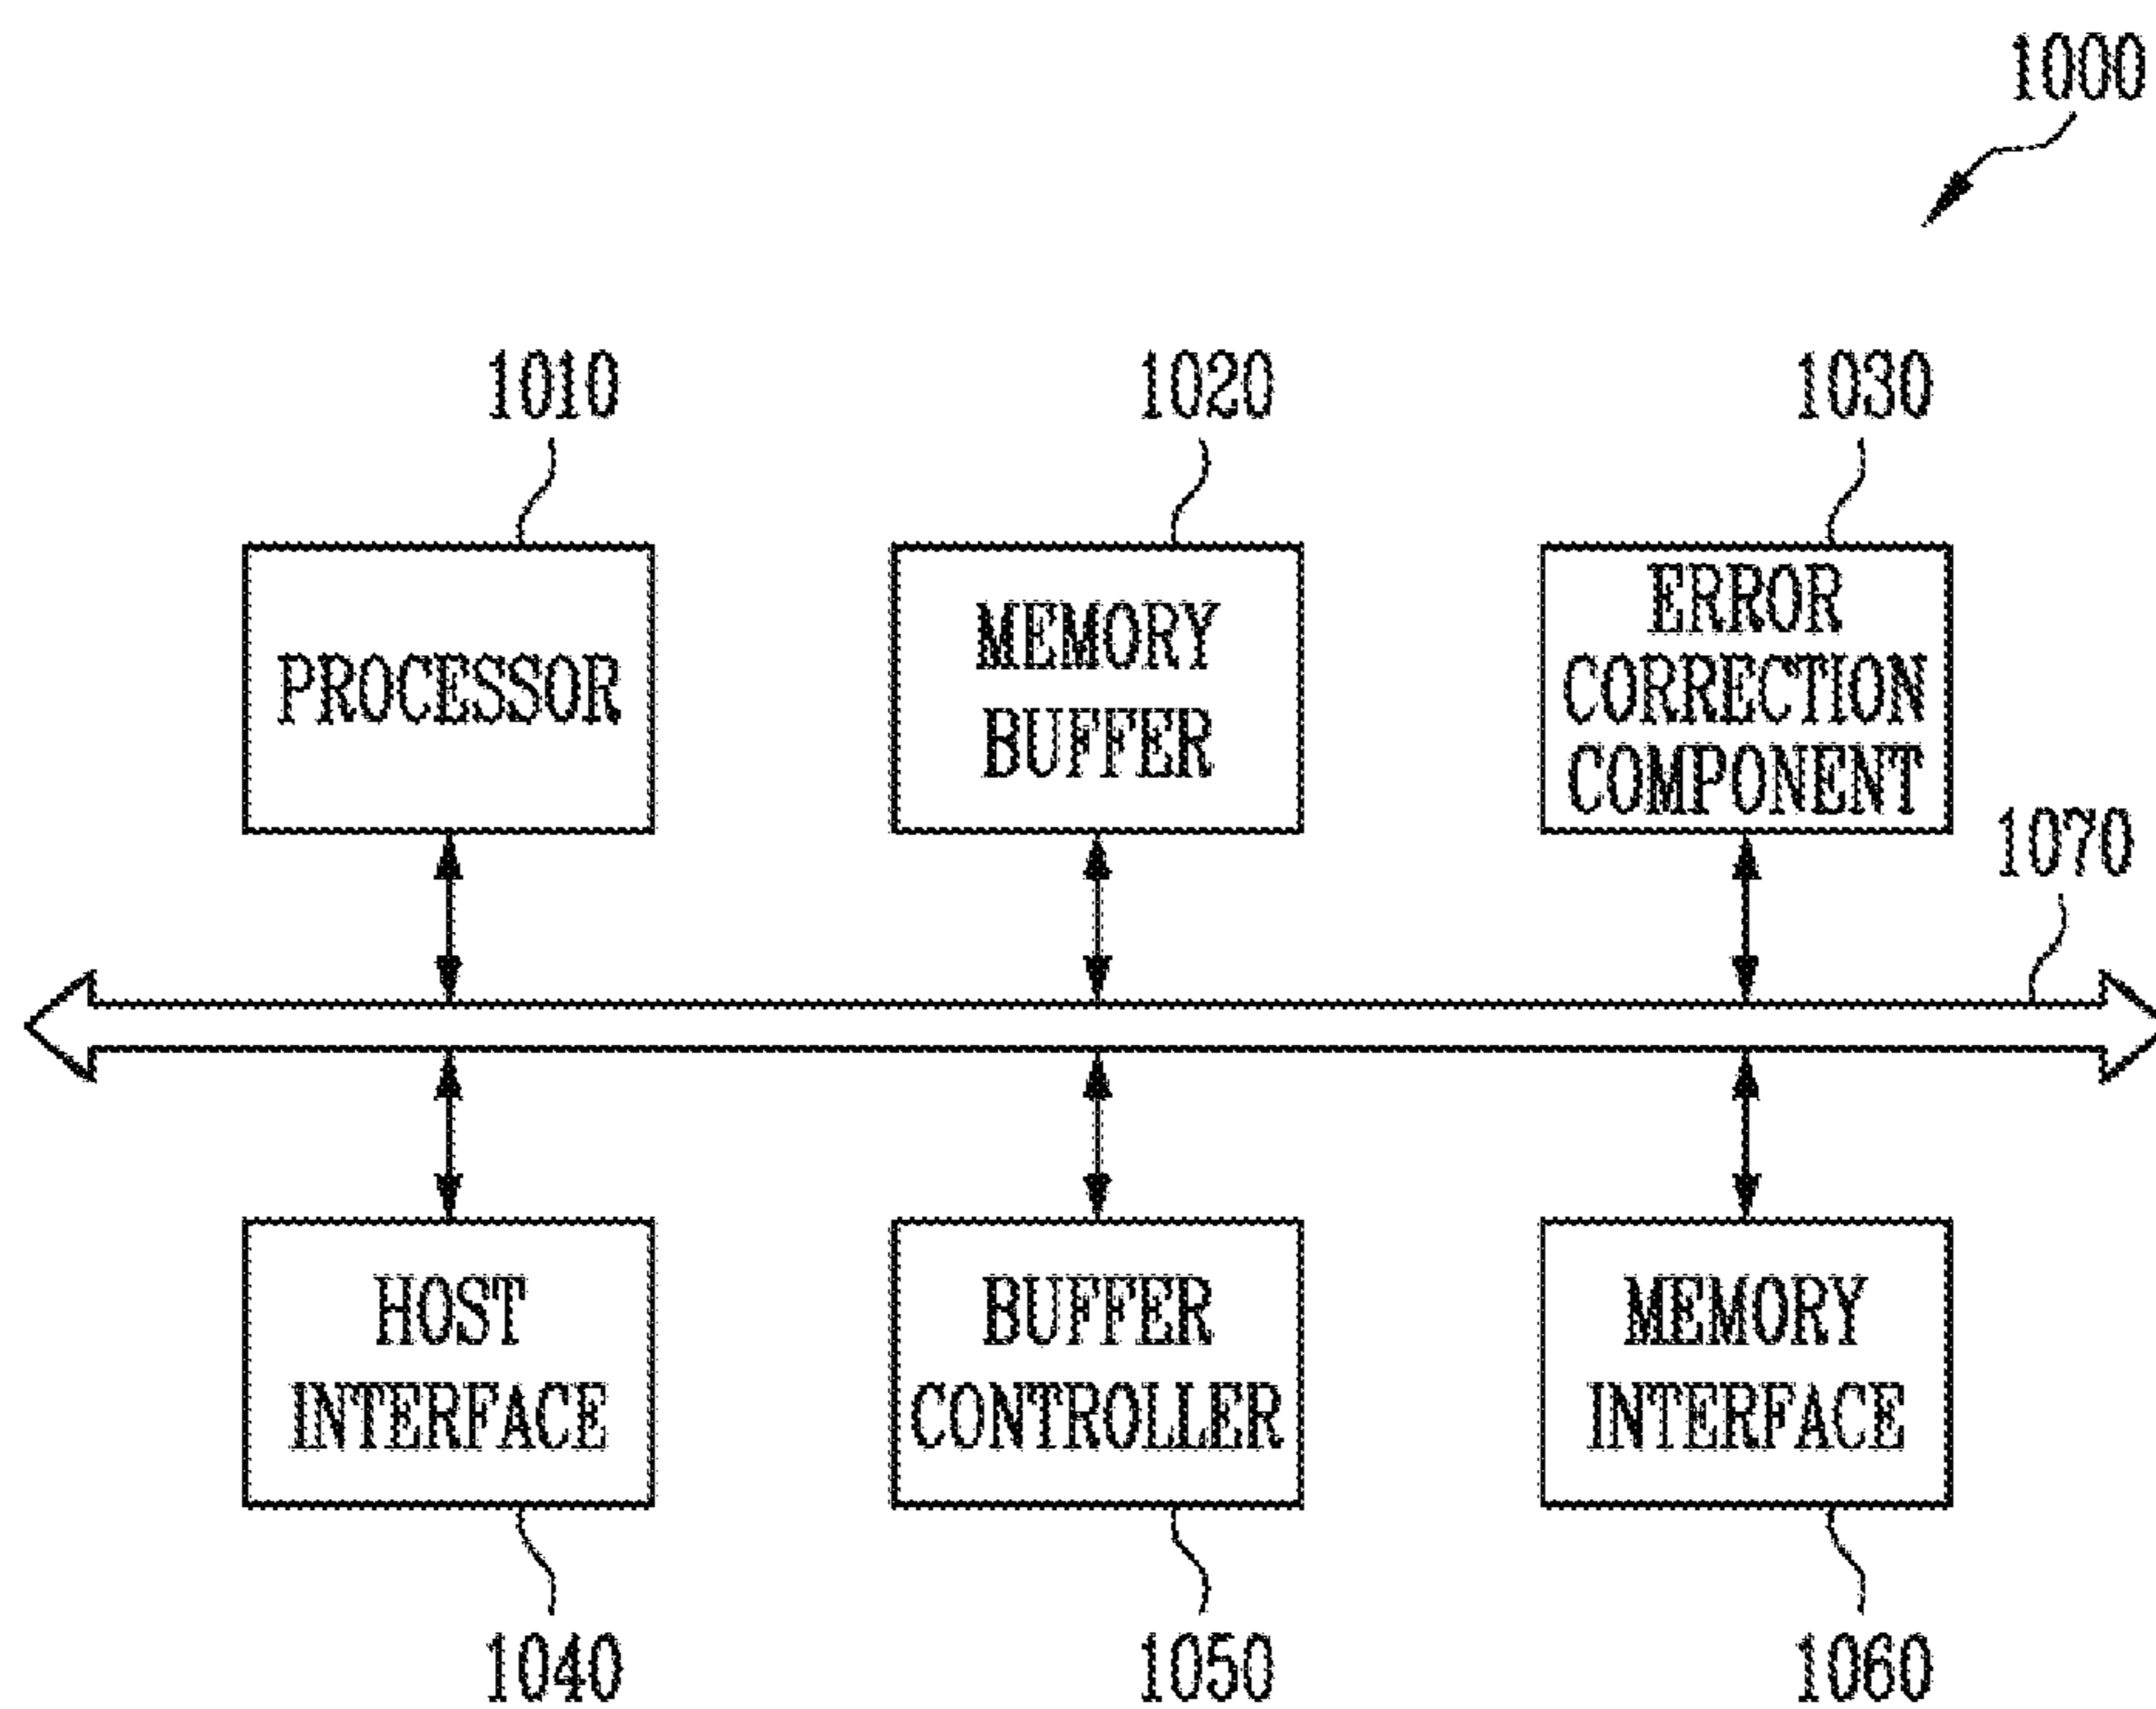 1000
1010
1020
1030
PROCESSOR
MEMORY
BUFFER
ERROR
CORRECTION
COMPONENT
1070
HOST
INTERFACE
BUFFER
CONTROLLER
MEMORY
INTERFACE
1040
1050
1060